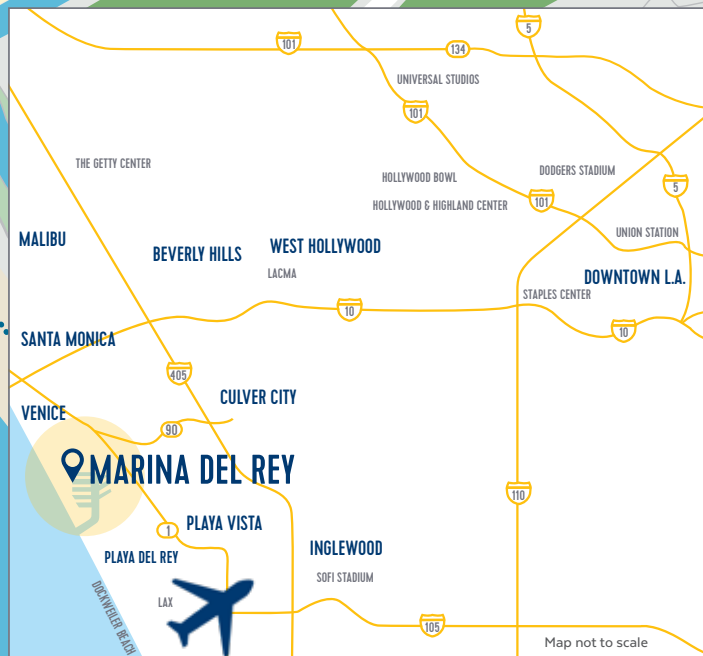 5
101
134
UNIVERSAL STUDIOS
101
THE GETTY CENTER
HOLLYWOOD BOWL
DODGERS STADIUM
5
HOLLYWOOD & HIGHLAND CENTER
101
MALIBU
UNION STATION
BEVERLY HILLS
WEST HOLLYWOOD
LACMA
DOWNTOWN L.A.
STAPLES CENTER
10
10
SANTA MONICA
405
CULVER CITY
VENICE
90
MARINA DEL REY
110
PLAYA VISTA
1
INGLEWOOD
PLAYA DEL REY
SOFI STADIUM
DOCKWEILER BEACH
LAX
105
Map not to scale